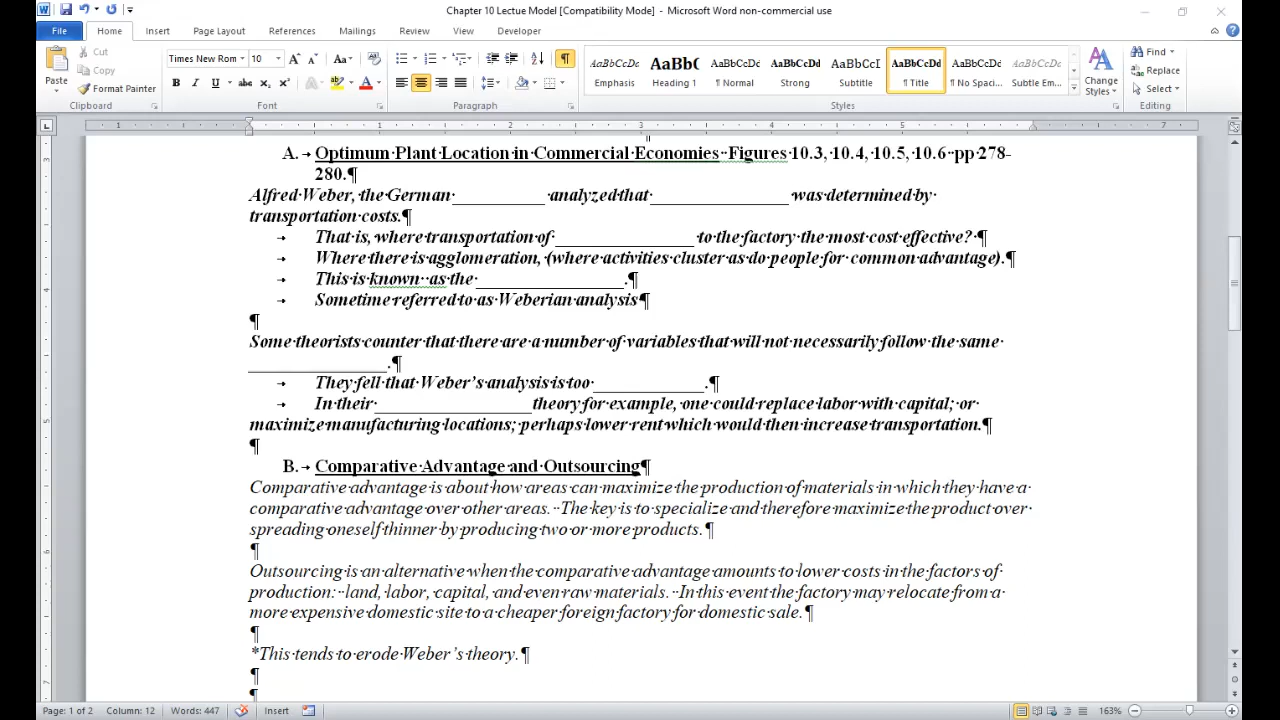 Chapter 10 Lectue Model [Compatibility Mode] - Microsoft Word non-commercial use
File Home Insert Page Layout References Mailings Review View Developer
Cut
Copy
Format Painter
Paste
Clipboard
Times New Rom 10
Font
Paragraph
AaBbCcDc AaBbC AaBbCcDc AaBbCcDc AaBbCcI AaBbCcDd AaBbCcDc AaBbCcDc
Emphasis Heading 1 ¶ Normal Strong Subtitle ¶ Title ¶ No Spaci... Subtle Em...
Change Styles
Styles
Find
Replace
Select
Editing
A. Optimum Plant Location in Commercial Economies Figures 10.3, 10.4, 10.5, 10.6 pp 278-
280.¶
Alfred Weber, the German __________ analyzed that _______________ was determined by
transportation costs.¶
That is, where transportation of _______________ to the factory the most cost effective? ¶
Where there is agglomeration, (where activities cluster as do people for common advantage).¶
This is known as the ________________.¶
Sometime referred to as Weberian analysis¶
¶
Some theorists counter that there are a number of variables that will not necessarily follow the same
_______________.¶
They fell that Weber's analysis is too ____________.¶
In their _________________ theory for example, one could replace labor with capital; or
maximize manufacturing locations; perhaps lower rent which would then increase transportation.¶
¶
B. Comparative Advantage and Outsourcing¶
Comparative advantage is about how areas can maximize the production of materials in which they have a
comparative advantage over other areas. The key is to specialize and therefore maximize the product over
spreading oneself thinner by producing two or more products.¶
¶
Outsourcing is an alternative when the comparative advantage amounts to lower costs in the factors of
production: land, labor, capital, and even raw materials. In this event the factory may relocate from a
more expensive domestic site to a cheaper foreign factory for domestic sale.¶
¶
*This tends to erode Weber's theory.¶
¶
¶
Page: 1 of 2 Column: 12 Words: 447 Insert 163%